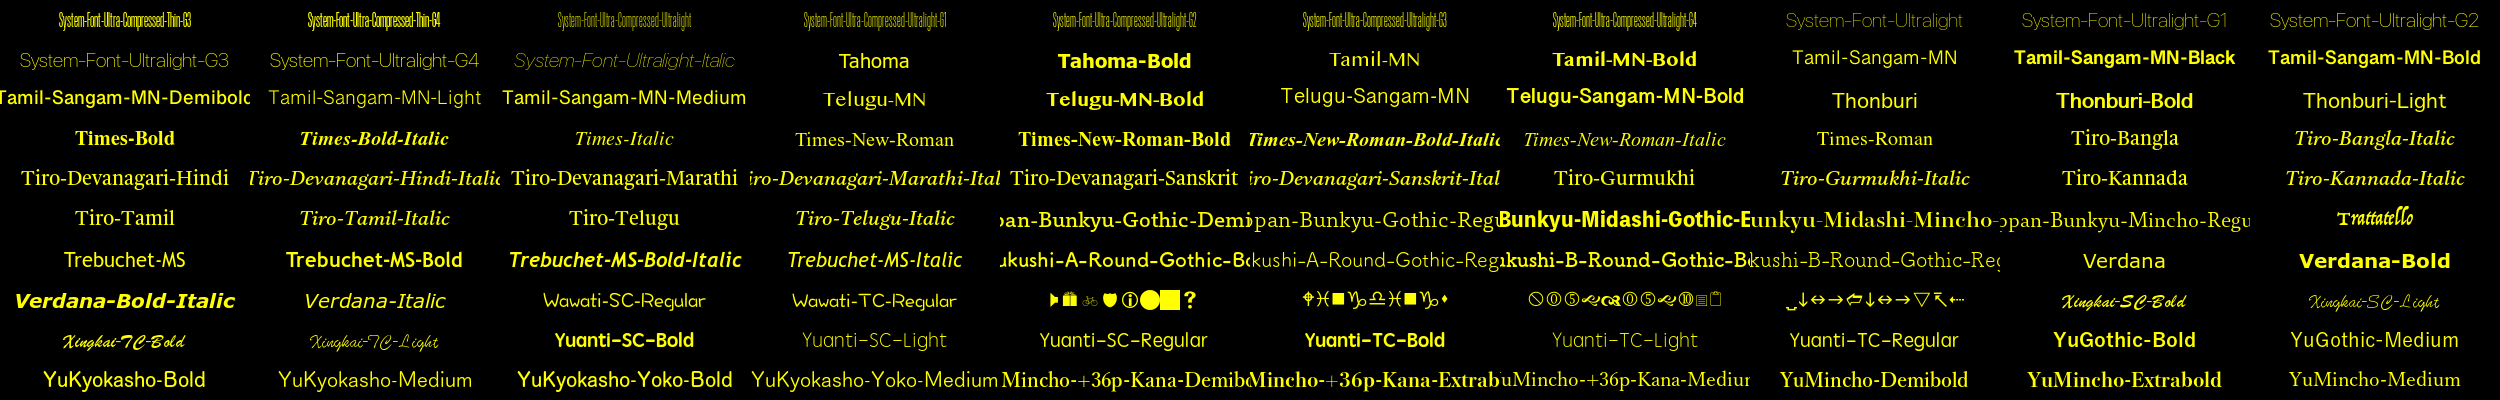 System-Font-Ultra-Compressed-Thin-G3 System-Font-Ultra-Compressed-Thin-G4 System-Font-Ultra-Compressed-Ultralight System-Font-Ultra-Compressed-Ultralight-G1 System-Font-Ultra-Compressed-Ultralight-G2 System-Font-Ultra-Compressed-Ultralight-G3 System-Font-Ultra-Compressed-Ultralight-G4 System-Font-Ultralight System-Font-Ultralight-G1 System-Font-Ultralight-G2
System-Font-Ultralight-G3 System-Font-Ultralight-G4 System-Font-Ultralight-Italic Tahoma Tahoma-Bold Tamil-MN Tamil-MN-Bold Tamil-Sangam-MN Tamil-Sangam-MN-Black Tamil-Sangam-MN-Bold
Tamil-Sangam-MN-Demibold Tamil-Sangam-MN-Light Tamil-Sangam-MN-Medium Telugu-MN Telugu-MN-Bold Telugu-Sangam-MN Telugu-Sangam-MN-Bold Thonburi Thonburi-Bold Thonburi-Light
Times-Bold Times-Bold-Italic Times-Italic Times-New-Roman Times-New-Roman-Bold Times-New-Roman-Bold-Italic Times-New-Roman-Italic Times-Roman Tiro-Bangla Tiro-Bangla-Italic
Tiro-Devanagari-Hindi Tiro-Devanagari-Hindi-Italic Tiro-Devanagari-Marathi iro-Devanagari-Marathi-Ital Tiro-Devanagari-Sanskrit iro-Devanagari-Sanskrit-Ital Tiro-Gurmukhi Tiro-Gurmukhi-Italic Tiro-Kannada Tiro-Kannada-Italic
Tiro-Tamil Tiro-Tamil-Italic Tiro-Telugu Tiro-Telugu-Italic pan-Bunkyu-Gothic-Demi ppan-Bunkyu-Gothic-Regu Bunkyu-Midashi-Gothic-E unkyu-Midashi-Mincho- ppan-Bunkyu-Mincho-Regu Trattatello
Trebuchet-MS Trebuchet-MS-Bold Trebuchet-MS-Bold-Italic Trebuchet-MS-Italic ukushi-A-Round-Gothic-Bo kushi-A-Round-Gothic-Reg ukushi-B-Round-Gothic-Bo kushi-B-Round-Gothic-Reg Verdana Verdana-Bold
Verdana-Bold-Italic Verdana-Italic Wawati-SC-Regular Wawati-TC-Regular Xingkai-SC-Bold Xingkai-SC-Light
Xingkai-TC-Bold Xingkai-TC-Light Yuanti-SC-Bold Yuanti-SC-Light Yuanti-SC-Regular Yuanti-TC-Bold Yuanti-TC-Light Yuanti-TC-Regular YuGothic-Bold YuGothic-Medium
YuKyokasho-Bold YuKyokasho-Medium YuKyokasho-Yoko-Bold YuKyokasho-Yoko-Medium Mincho-+36p-Kana-Demibo Mincho-+36p-Kana-Extrab uMincho-+36p-Kana-Mediun YuMincho-Demibold YuMincho-Extrabold YuMincho-Medium